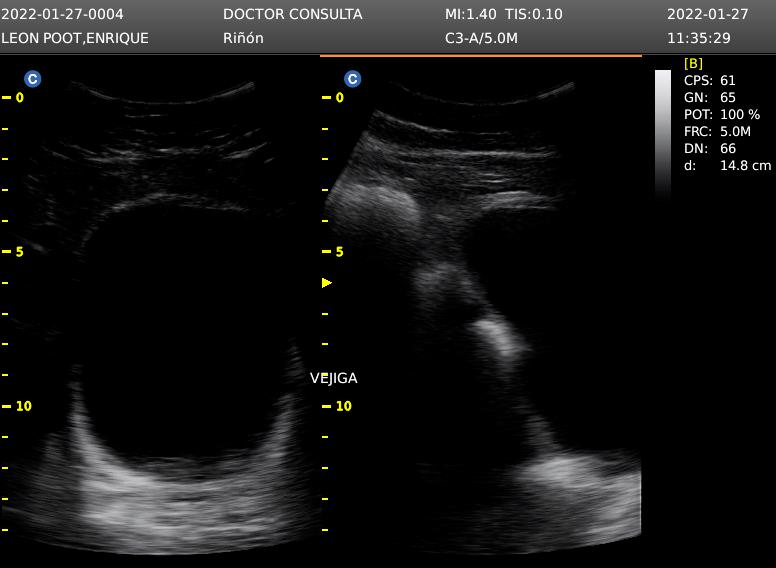 2022-01-27-0004 DOCTOR CONSULTA MI:1.40 TIS:0.10 2022-01-27
LEON POOT,ENRIQUE Riñón C3-A/5.0M 11:35:29
C C [B]
0 0 CPS: 61
GN: 65
POT: 100 %
FRC: 5.0M
DN: 66
d: 14.8 cm
5 5
VEJIGA
10 10